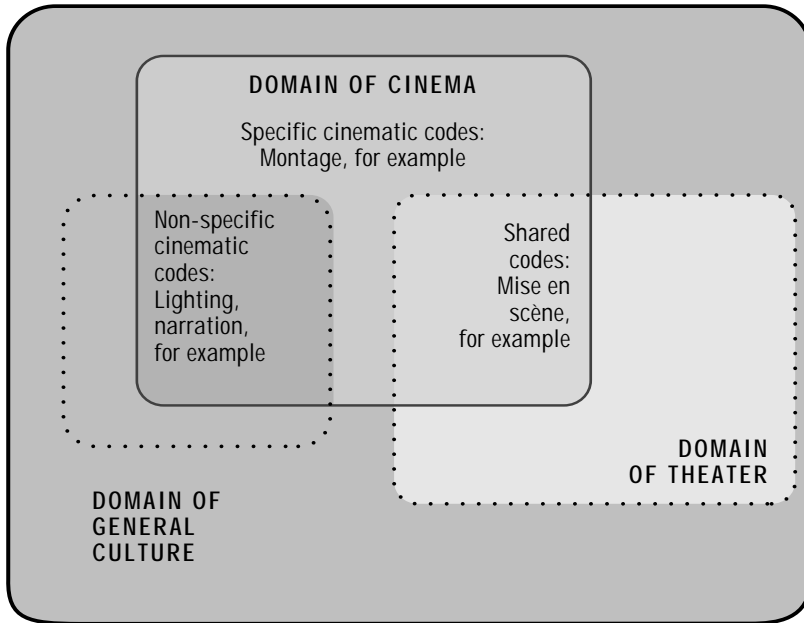 DOMAIN OF CINEMA
Specific cinematic codes:
Montage, for example
Non-specific
cinematic
codes:
Lighting,
narration,
for example
Shared
codes:
Mise en
scène,
for example
DOMAIN
OF THEATER
DOMAIN OF
GENERAL
CULTURE